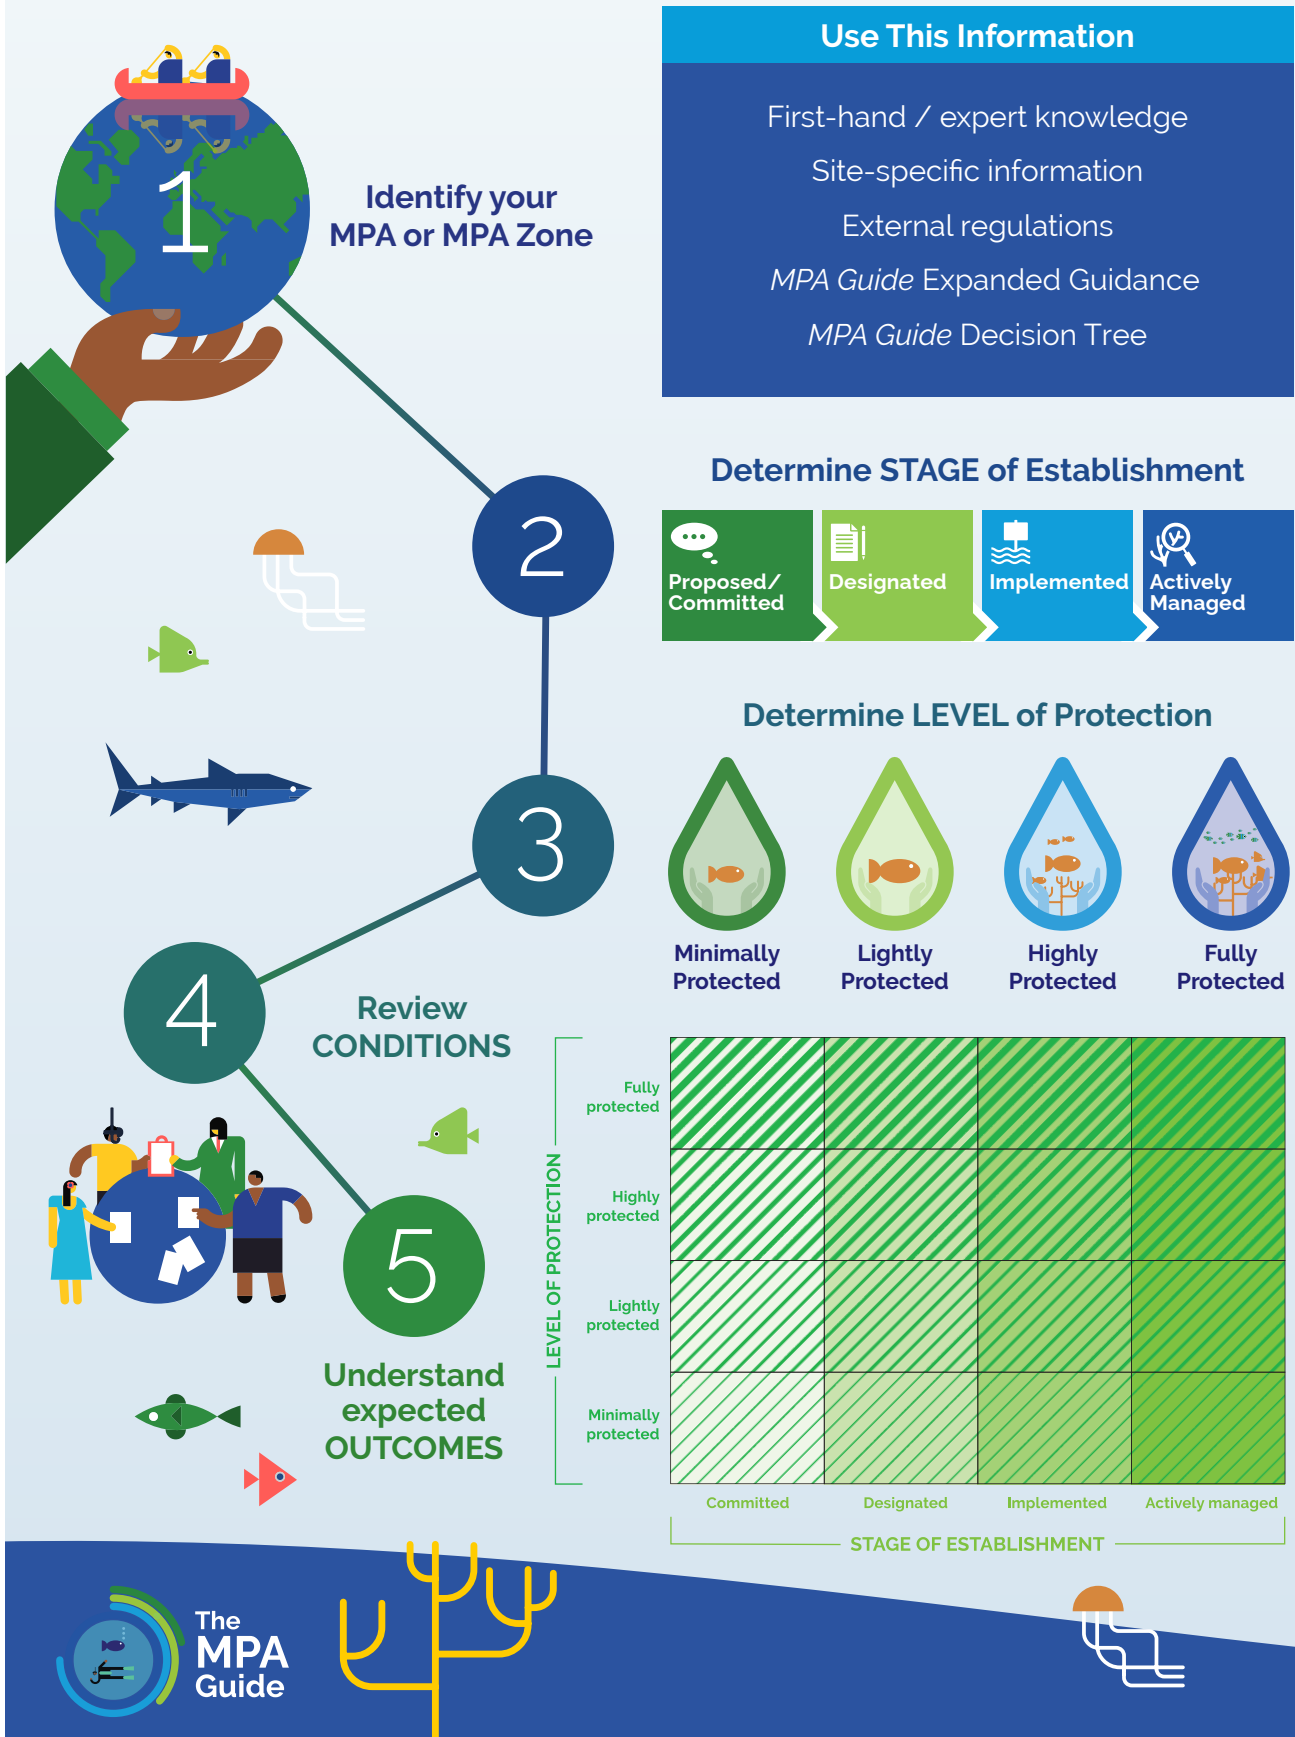 1
Identify your
MPA or MPA Zone
Use This Information
First-hand / expert knowledge
Site-specific information
External regulations
MPA Guide Expanded Guidance
MPA Guide Decision Tree
2
Determine STAGE of Establishment
Proposed/
Committed
Designated
Implemented
Actively
Managed
3
Determine LEVEL of Protection
Minimally
Protected
Lightly
Protected
Highly
Protected
Fully
Protected
4
Review
CONDITIONS
5
Understand
expected
OUTCOMES
LEVEL OF PROTECTION
Fully
protected
Highly
protected
Lightly
protected
Minimally
protected
Committed
Designated
Implemented
Actively managed
STAGE OF ESTABLISHMENT
The
MPA
Guide